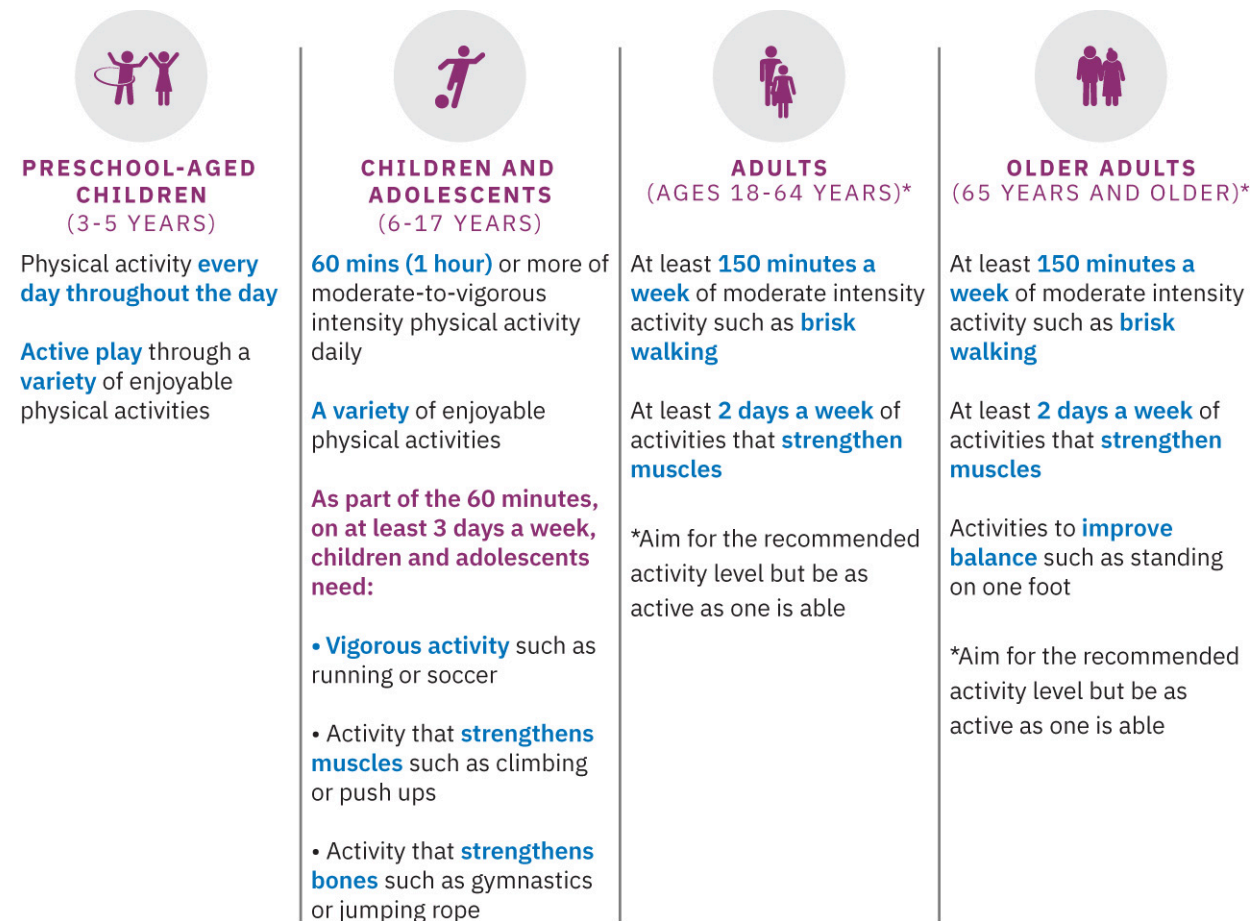 PRESCHOOL-AGED
CHILDREN
(3-5 YEARS)
Physical activity every
day throughout the day
Active play through a
variety of enjoyable
physical activities
CHILDREN AND
ADOLESCENTS
(6-17 YEARS)
60 mins (1 hour) or more of
moderate-to-vigorous
intensity physical activity
daily
A variety of enjoyable
physical activities
As part of the 60 minutes,
on at least 3 days a week,
children and adolescents
need:
• Vigorous activity such as
running or soccer
• Activity that strengthens
muscles such as climbing
or push ups
• Activity that strengthens
bones such as gymnastics
or jumping rope
ADULTS
(AGES 18-64 YEARS)*
At least 150 minutes a
week of moderate intensity
activity such as brisk
walking
At least 2 days a week of
activities that strengthen
muscles
*Aim for the recommended
activity level but be as
active as one is able
OLDER ADULTS
(65 YEARS AND OLDER)*
At least 150 minutes a
week of moderate intensity
activity such as brisk
walking
At least 2 days a week of
activities that strengthen
muscles
Activities to improve
balance such as standing
on one foot
*Aim for the recommended
activity level but be as
active as one is able